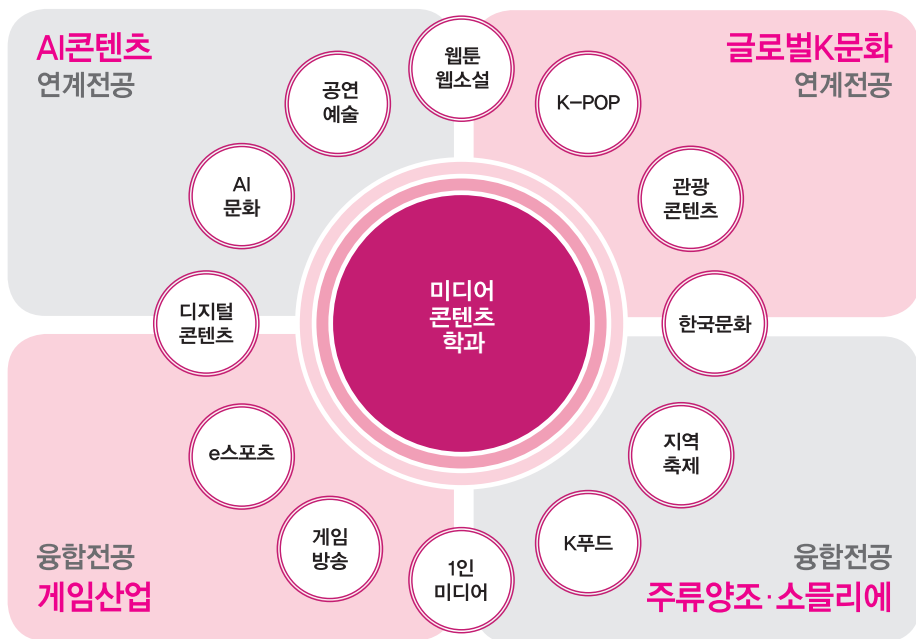 AI콘텐츠
연계전공
글로벌K문화
연계전공
웹툰
웹소설
K-POP
관광
콘텐츠
한국문화
지역
축제
K푸드
1인
미디어
게임
방송
e스포츠
디지털
콘텐츠
AI
문화
공연
예술
미디어
콘텐츠
학과
융합전공
게임산업
융합전공
주류양조·소믈리에